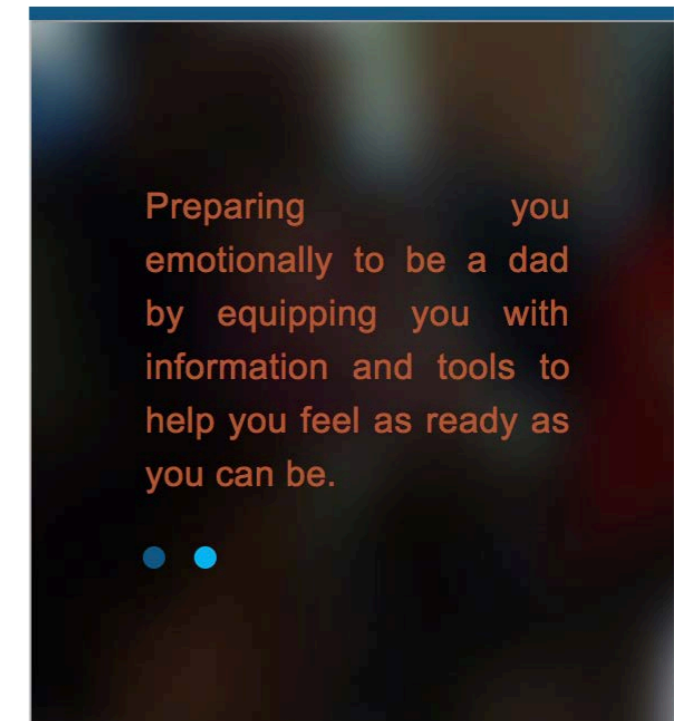 Preparing you
emotionally to be a dad
by equipping you with
information and tools to
help you feel as ready as
you can be.